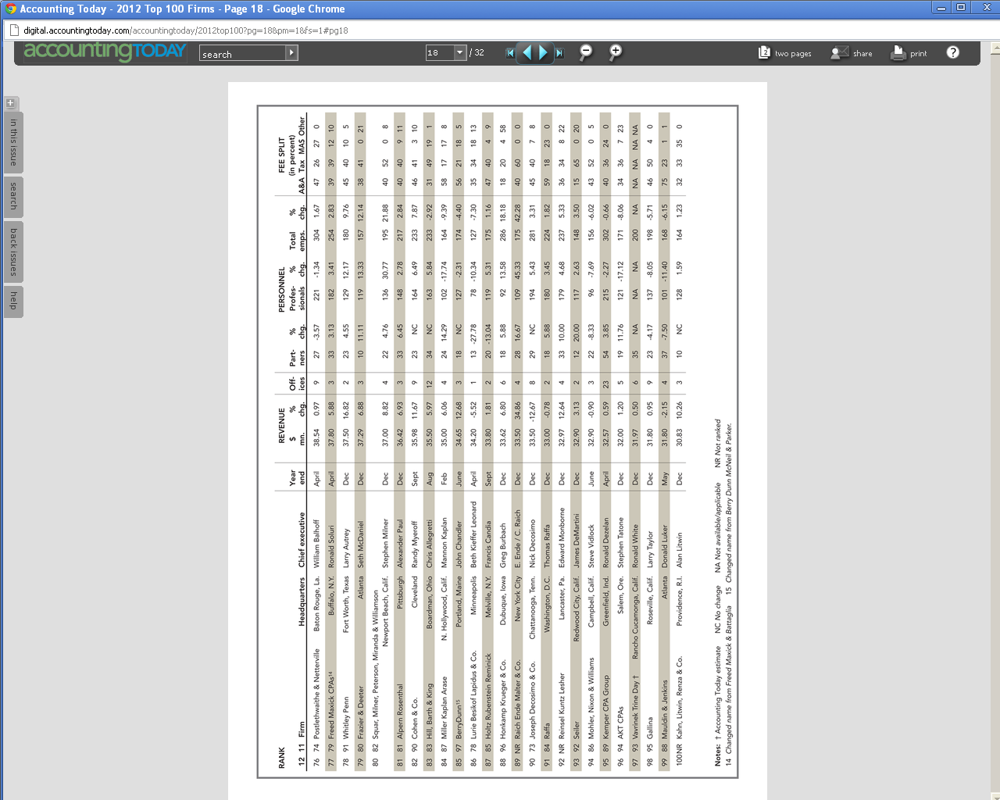 Accounting Today - 2012 Top 100 Firms - Page 18 - Google Chrome
digital.accountingtoday.com/accountingtoday/2012top100?pg=18&pm=1&fs=1#pg18
accountingTODAY search 18 / 32 two pages share print ?
in this issue
search
back issues
help
RANK REVENUE PERSONNEL FEE SPLIT
(in percent)
Year $ % Off- Part- % Profes- % Total %
12 11 Firm Headquarters Chief executive end mn. chg. ices ners chg. sionals chg. emps. chg. A&A Tax MAS Other
76 74 Postlethwaite & Netterville Baton Rouge, La. William Balhoff April 38.54 0.97 9 27 -3.57 221 -1.34 304 1.67 47 26 27 0
77 79 Freed Maxick CPAs14 Buffalo, N.Y. Ronald Soluri April 37.80 5.88 3 33 3.13 182 3.41 254 2.83 39 39 12 10
78 91 Whitley Penn Fort Worth, Texas Larry Autrey Dec 37.50 16.82 2 23 4.55 129 12.17 180 9.76 45 40 10 5
79 80 Frazier & Deeter Atlanta Seth McDaniel Dec 37.29 6.88 3 10 11.11 119 13.33 157 12.14 38 41 0 21
80 82 Squar, Milner, Peterson, Miranda & Williamson
Newport Beach, Calif. Stephen Milner Dec 37.00 8.82 4 22 4.76 136 30.77 195 21.88 40 52 0 8
81 81 Alpern Rosenthal Pittsburgh Alexander Paul Dec 36.42 6.93 3 33 6.45 148 2.78 217 2.84 40 40 9 11
82 90 Cohen & Co. Cleveland Randy Myeroff Sept 35.98 11.67 9 23 NC 164 6.49 233 7.87 46 41 3 10
83 83 Hill, Barth & King Boardman, Ohio Chris Allegretti Aug 35.50 5.97 12 34 NC 163 5.84 233 -2.92 31 49 19 1
84 87 Miller Kaplan Arase N. Hollywood, Calif. Mannon Kaplan Feb 35.00 6.06 4 24 14.29 102 -17.74 164 -9.39 58 17 17 8
85 97 BerryDunn15 Portland, Maine John Chandler June 34.65 12.68 3 18 NC 127 -2.31 174 -4.40 56 21 18 5
86 78 Lurie Besikof Lapidus & Co. Minneapolis Beth Kieffer Leonard April 34.20 -5.52 1 13 -27.78 78 -10.34 127 -7.30 35 34 18 13
87 85 Holtz Rubenstein Reminick Melville, N.Y. Francis Candia Sept 33.80 1.81 2 20 -13.04 119 5.31 175 1.16 47 40 4 9
88 96 Honkamp Krueger & Co. Dubuque, Iowa Greg Burbach Dec 33.62 6.80 6 18 5.88 92 13.58 286 18.18 18 20 4 58
89 NR Raich Ende Malter & Co. New York City E. Ende / C. Raich Dec 33.50 34.86 4 28 16.67 109 45.33 175 42.28 40 60 0 0
90 73 Joseph Decosimo & Co. Chattanooga, Tenn. Nick Decosimo Dec 33.50 -12.67 8 29 NC 194 5.43 281 3.31 45 40 7 8
91 84 Raffa Washington, D.C. Thomas Raffa Dec 33.00 -0.78 2 18 5.88 180 3.45 224 1.82 59 18 23 0
92 NR Reinsel Kuntz Lesher Lancaster, Pa. Edward Monborne Dec 32.97 12.64 4 33 10.00 179 4.68 237 5.33 36 34 8 22
93 92 Seiler Redwood City, Calif. James DeMartini Dec 32.90 3.13 2 12 20.00 117 2.63 148 3.50 15 65 0 20
94 86 Mohler, Nixon & Williams Campbell, Calif. Steve Vidlock June 32.90 -0.90 3 22 -8.33 96 -7.69 156 -6.02 43 52 0 5
95 89 Kemper CPA Group Greenfield, Ind. Ronald Dezelan April 32.57 0.59 23 54 3.85 215 -2.27 302 -0.66 40 36 24 0
96 94 AKT CPAs Salem, Ore. Stephen Tatone Dec 32.00 1.20 5 19 11.76 121 -17.12 171 -8.06 34 36 7 23
97 93 Vavrinek Trine Day † Rancho Cucamonga, Calif. Ronald White Dec 31.97 0.50 6 35 NA NA NA 200 NA NA NA NA NA
98 95 Gallina Roseville, Calif. Larry Taylor Dec 31.80 0.95 9 23 -4.17 137 -8.05 198 -5.71 46 50 4 0
99 88 Mauldin & Jenkins Atlanta Donald Luker May 31.80 -2.15 4 37 -7.50 101 -11.40 168 -6.15 75 23 1 1
100NR Kahn, Litwin, Renza & Co. Providence, R.I. Alan Litwin Dec 30.83 10.26 3 10 NC 128 1.59 164 1.23 32 33 35 0
Notes: † Accounting Today estimate NC No change NA Not available/applicable NR Not ranked
14 Changed name from Freed Maxick & Battaglia 15 Changed name from Berry Dunn McNeil & Parker.